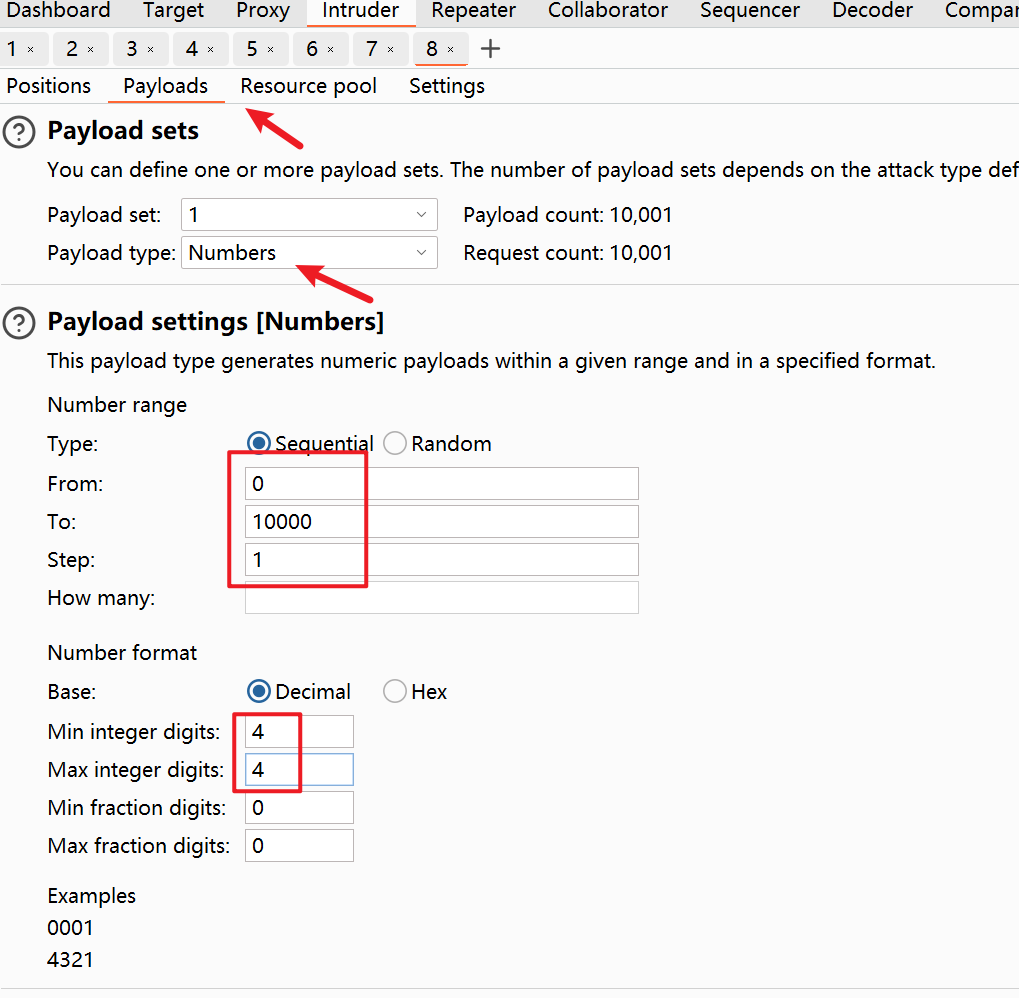 Dashboard Target Proxy Intruder Repeater Collaborator Sequencer Decoder Compar
1 × 2 × 3 × 4 × 5 × 6 × 7 × 8 × +
Positions Payloads Resource pool Settings
? Payload sets
You can define one or more payload sets. The number of payload sets depends on the attack type def
Payload set: 1 Payload count: 10,001
Payload type: Numbers Request count: 10,001
? Payload settings [Numbers]
This payload type generates numeric payloads within a given range and in a specified format.
Number range
Type: Sequential Random
From: 0
To: 10000
Step: 1
How many:
Number format
Base: Decimal Hex
Min integer digits: 4
Max integer digits: 4
Min fraction digits: 0
Max fraction digits: 0
Examples
0001
4321